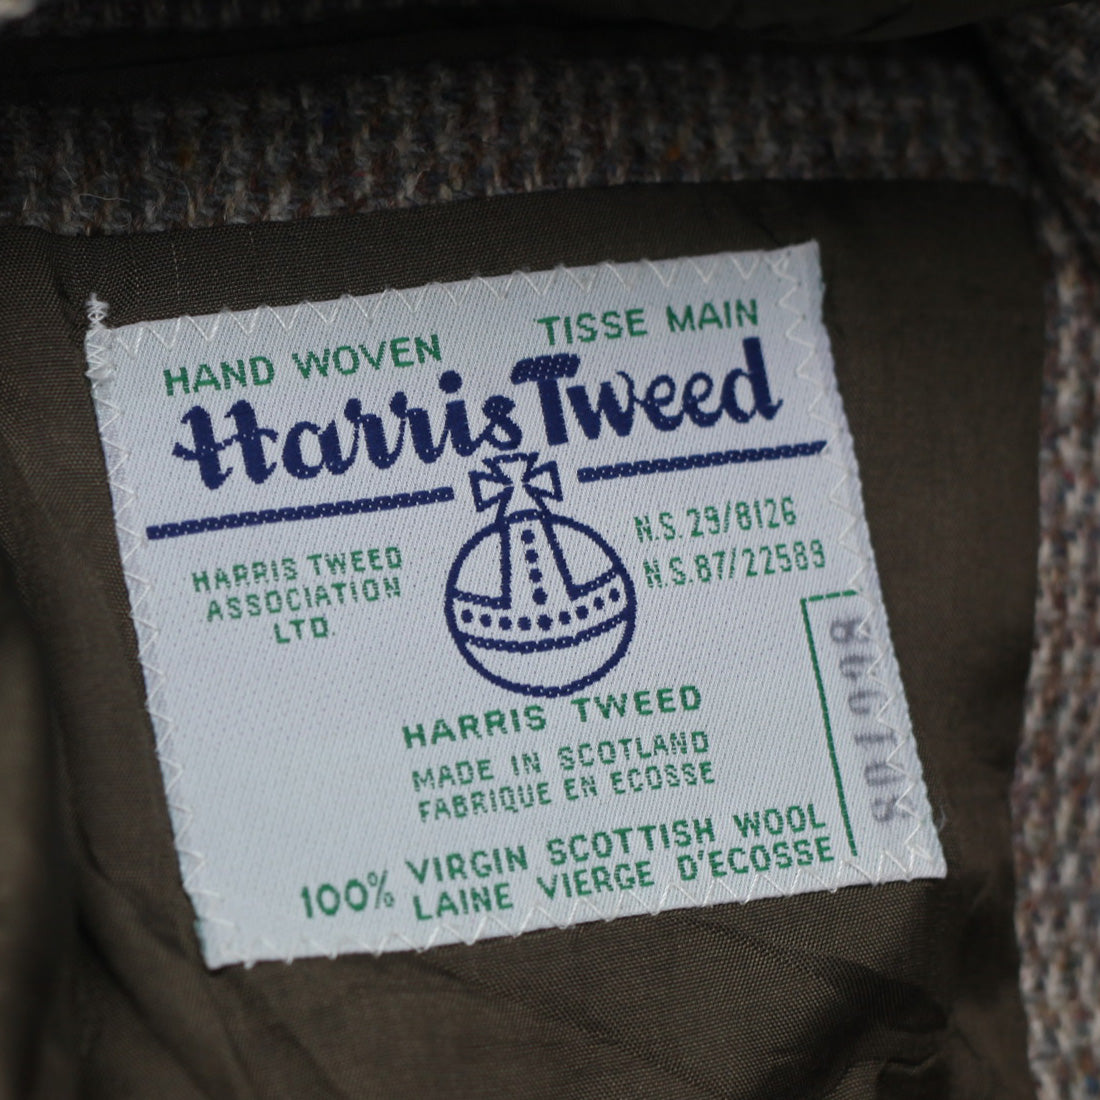 HAND WOVEN TISSE MAIN
Harris Tweed
HARRIS TWEED
ASSOCIATION
LTD.
N.S. 29/8126
N.S. 87/22589
HARRIS TWEED
MADE IN SCOTLAND
FABRIQUE EN ECOSSE
100% VIRGIN SCOTTISH WOOL
LAINE VIERGE D'ECOSSE